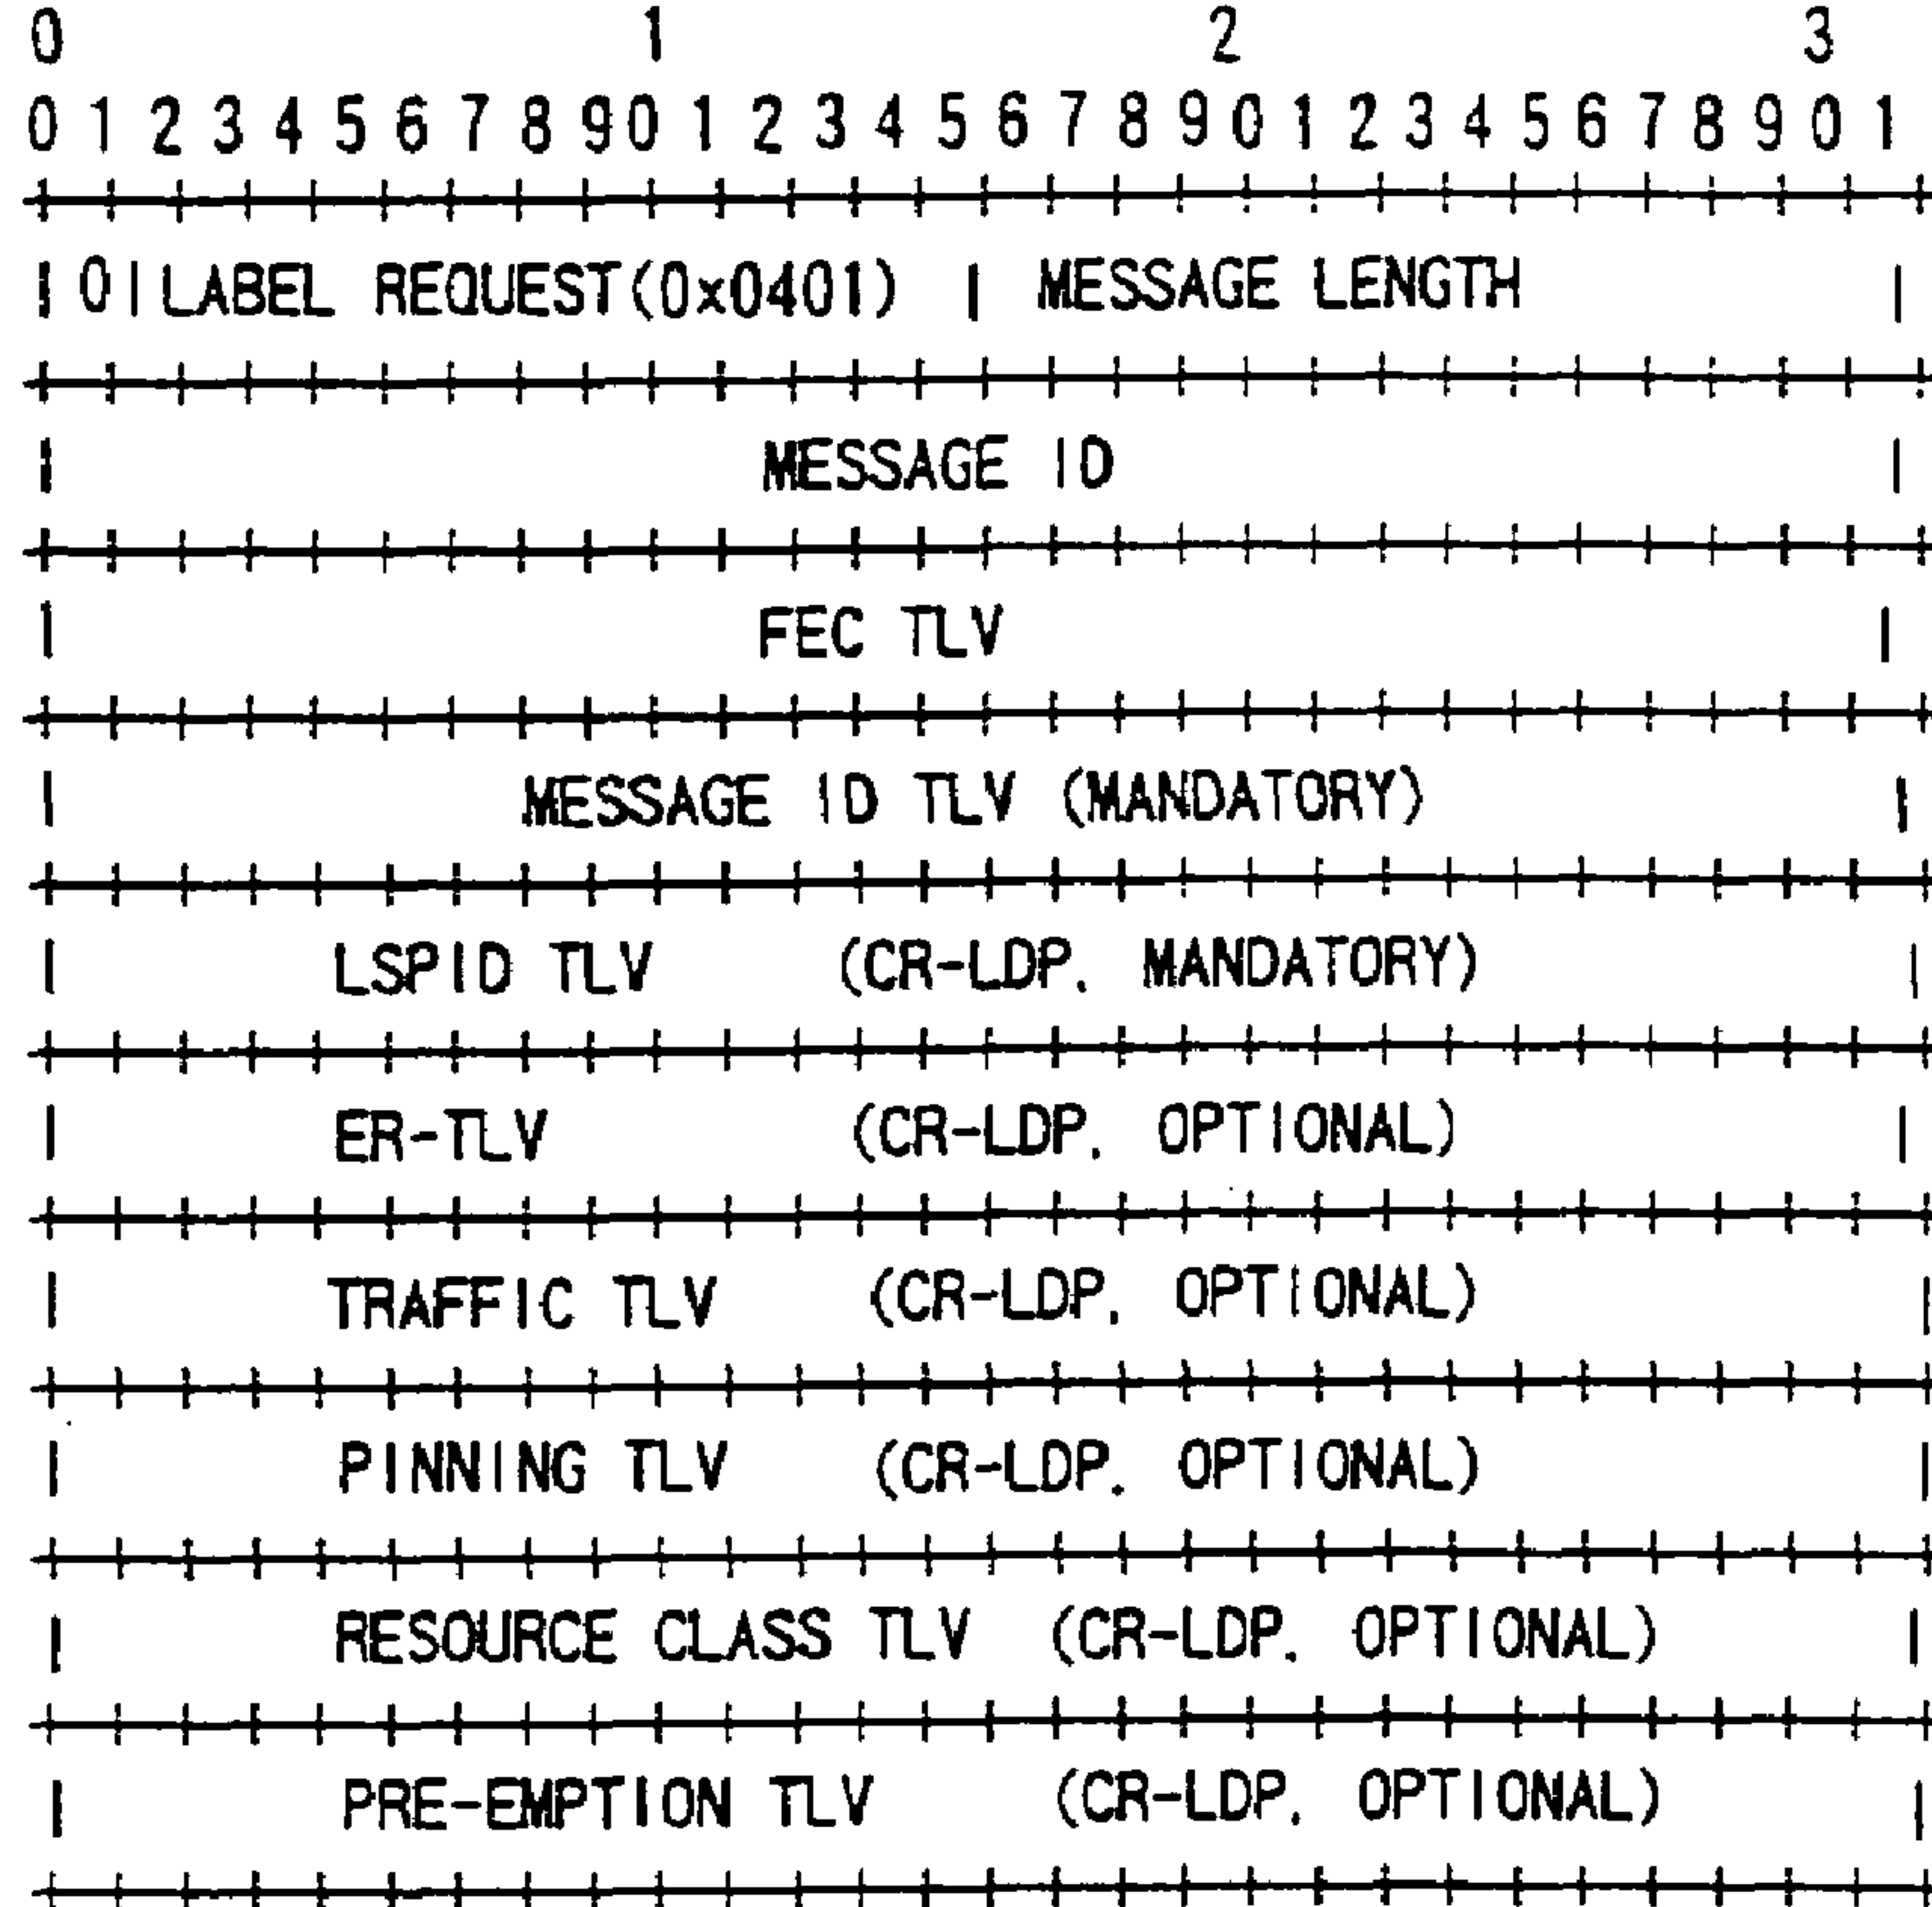 0 1 2 3
0 1 2 3 4 5 6 7 8 9 0 1 2 3 4 5 6 7 8 9 0 1 2 3 4 5 6 7 8 9 0 1
| 0 | LABEL REQUEST(0x0401) | MESSAGE LENGTH |
| MESSAGE ID |
| FEC TLV |
| MESSAGE ID TLV (MANDATORY) |
| LSPID TLV (CR-LDP. MANDATORY) |
| ER-TLV (CR-LDP. OPTIONAL) |
| TRAFFIC TLV (CR-LDP. OPTIONAL) |
| PINNING TLV (CR-LDP. OPTIONAL) |
| RESOURCE CLASS TLV (CR-LDP. OPTIONAL) |
| PRE-EMPTION TLV (CR-LDP. OPTIONAL) |